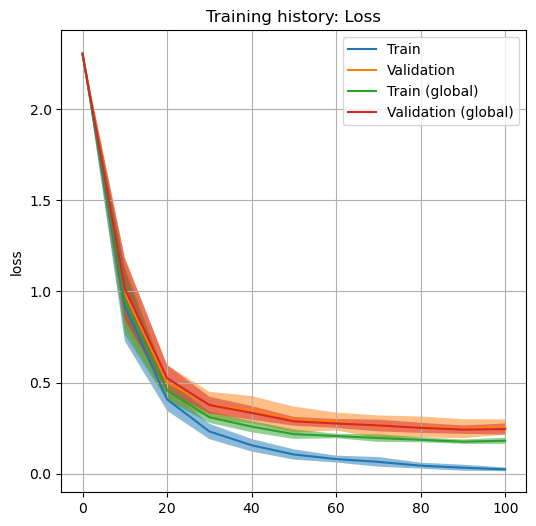 Training history: Loss
Train
Validation
Train (global)
Validation (global)
loss
2.0
1.5
1.0
0.5
0.0
0 20 40 60 80 100